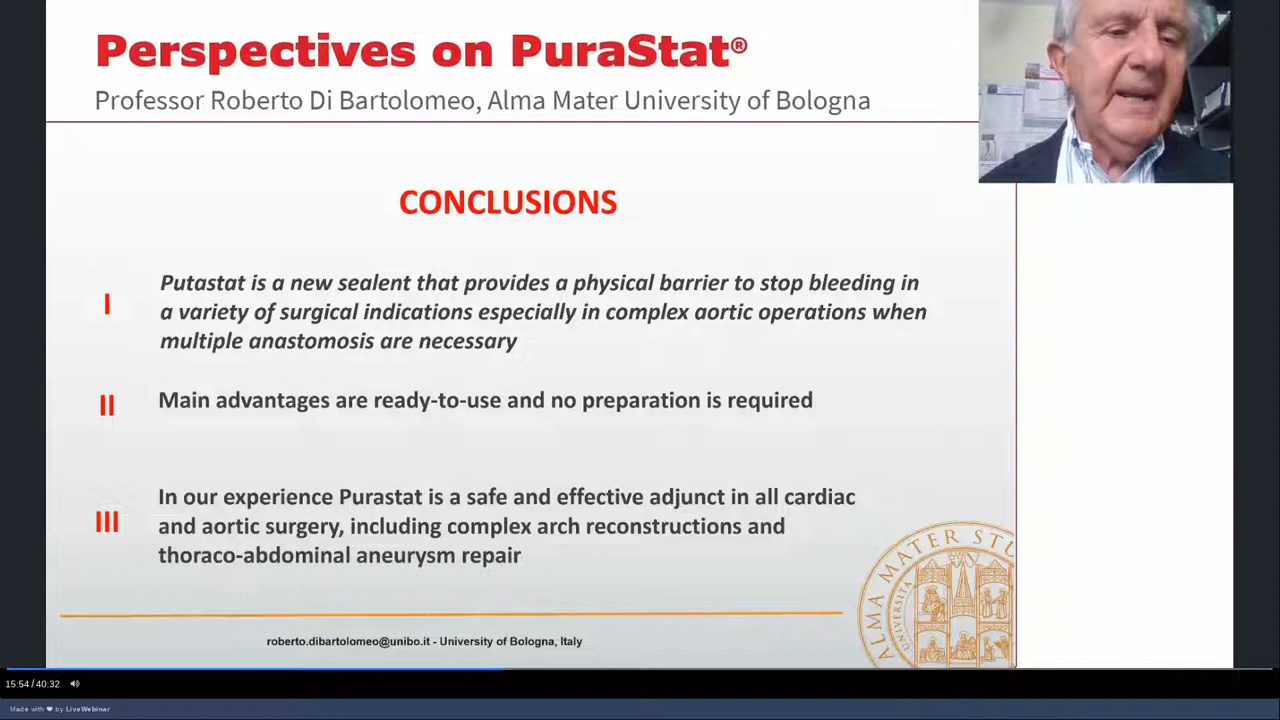 Perspectives on PuraStat®
Professor Roberto Di Bartolomeo, Alma Mater University of Bologna
CONCLUSIONS
I
Putastat is a new sealent that provides a physical barrier to stop bleeding in
a variety of surgical indications especially in complex aortic operations when
multiple anastomosis are necessary
II
Main advantages are ready-to-use and no preparation is required
III
In our experience Purastat is a safe and effective adjunct in all cardiac
and aortic surgery, including complex arch reconstructions and
thoraco-abdominal aneurysm repair
ALMA MATER STU
UNIVERSITÀ
roberto.dibartolomeo@unibo.it - University of Bologna, Italy
15:54 / 40:32
Made with ❤ by LiveWebinar